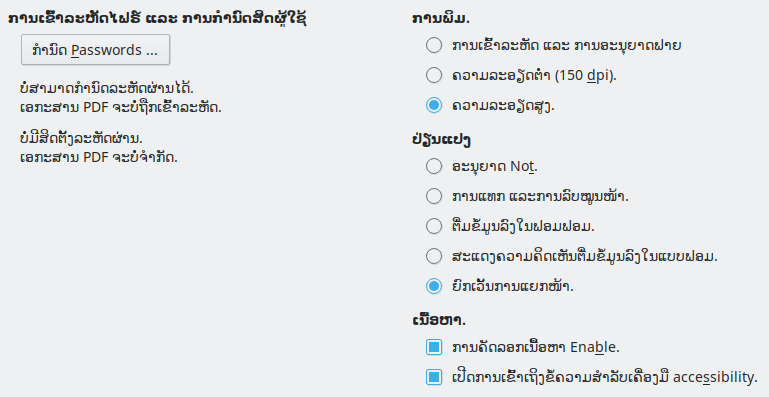 ການເຂົ້າລະຫັດໄຟຣ໌ ແລະ ການກຳນົດສິດຜູ້ໃຊ້
ກຳນົດ Passwords ...
ບໍ່ສາມາດກຳນົດລະຫັດຜ່ານໄດ້.
ເອກະສານ PDF ຈະບໍ່ຖືກເຂົ້າລະຫັດ.
ບໍ່ມີສິດຕັ້ງລະຫັດຜ່ານ.
ເອກະສານ PDF ຈະບໍ່ຈຳກັດ.
ການພິມ.
ການເຂົ້າລະຫັດ ແລະ ການອະນຸຍາດຟາຍ
ຄວາມລະອຽດຕ່ຳ (150 dpi).
ຄວາມລະອຽດສູງ.
ປ່ຽນແປງ
ອະນຸຍາດ Not.
ການແທກ ແລະການລົບໝູນໜ້າ.
ຕື່ມຂໍ້ມູນລົງໃນຟອມຟອມ.
ສະແດງຄວາມຄິດເຫັນຕື່ມຂໍ້ມູນລົງໃນແບບຟອມ.
ຍົກເວັ້ນການແຍກໜ້າ.
ເນື້ອຫາ.
ການຄັດລອກເນື້ອຫາ Enable.
ເປີດການເຂົ້າເຖິງຂໍ້ຄວາມສຳລັບເຄື່ອງມື accessibility.